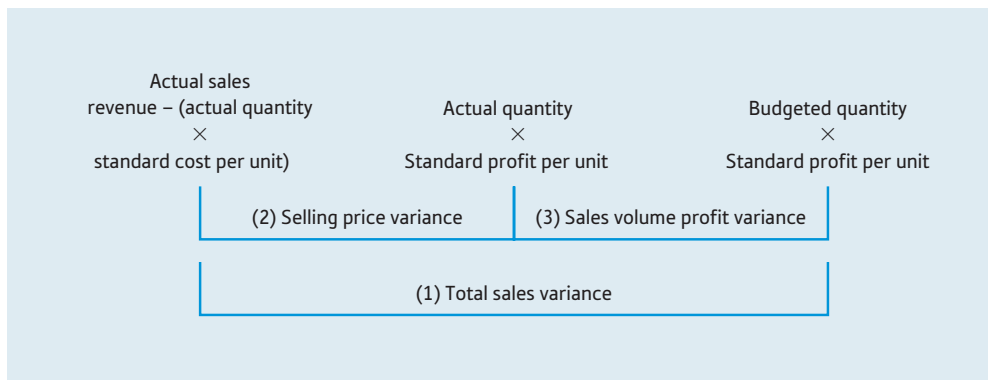 Actual sales
revenue – (actual quantity
×
standard cost per unit)
Actual quantity
×
Standard profit per unit
Budgeted quantity
×
Standard profit per unit
(2) Selling price variance
(3) Sales volume profit variance
(1) Total sales variance